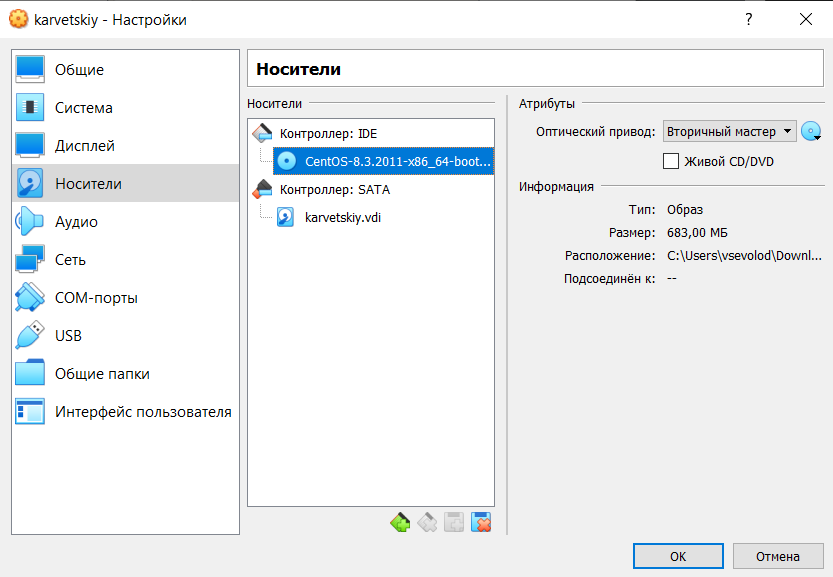 karvetskiy - Настройки
?
Общие
Система
Дисплей
Носители
Аудио
Сеть
COM-порты
USB
Общие папки
Интерфейс пользователя
Носители
Носители
Контроллер: IDE
CentOS-8.3.2011-x86_64-boot...
Контроллер: SATA
karvetskiy.vdi
Атрибуты
Оптический привод: Вторичный мастер
Живой CD/DVD
Информация
Тип: Образ
Размер: 683,00 МБ
Расположение: C:\Users\vsevolod\Downl...
Подсоединён к: --
OK
Отмена